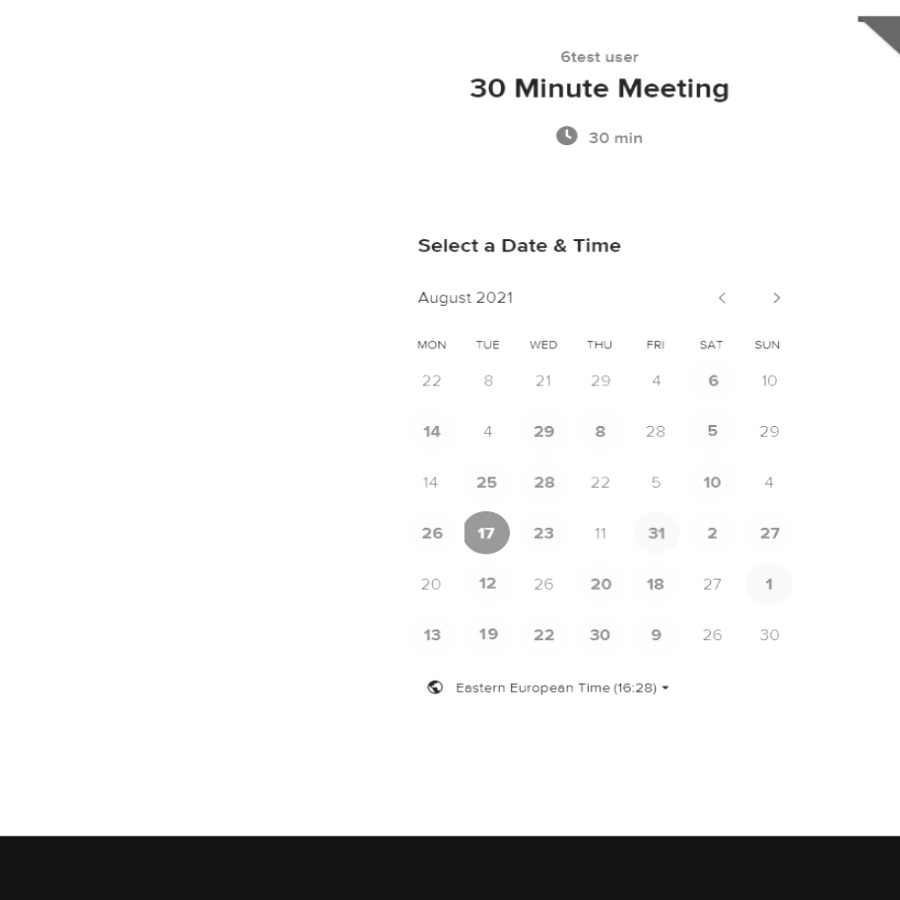 6test user
30 Minute Meeting
30 min
Select a Date & Time
August 2021
MON TUE WED THU FRI SAT SUN
22 8 21 29 4 6 10
14 4 29 8 28 5 29
14 25 28 22 5 10 4
26 17 23 11 31 2 27
20 12 26 20 18 27 1
13 19 22 30 9 26 30
Eastern European Time (16:28)